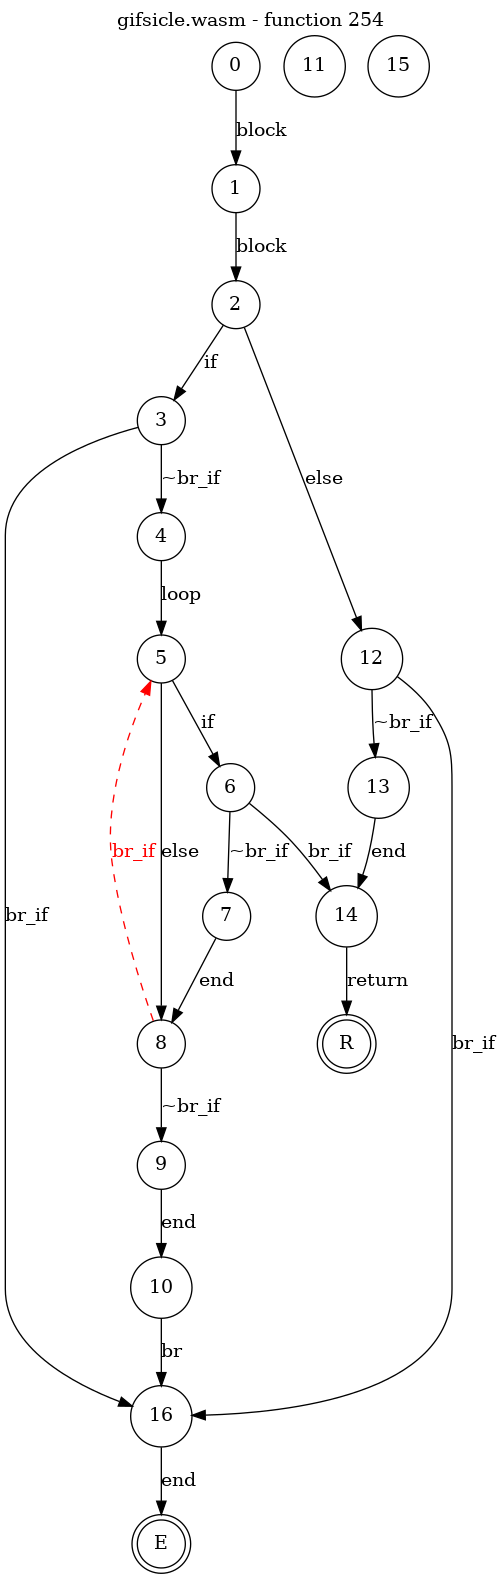 gifsicle.wasm - function 254
0
11
15
block
1
block
2
if
3
else
~br_if
4
loop
5
12
if
~br_if
6
13
br_if
else
~br_if
br_if
end
br_if
7
14
end
return
8
R
br_if
~br_if
9
end
10
br
16
end
E